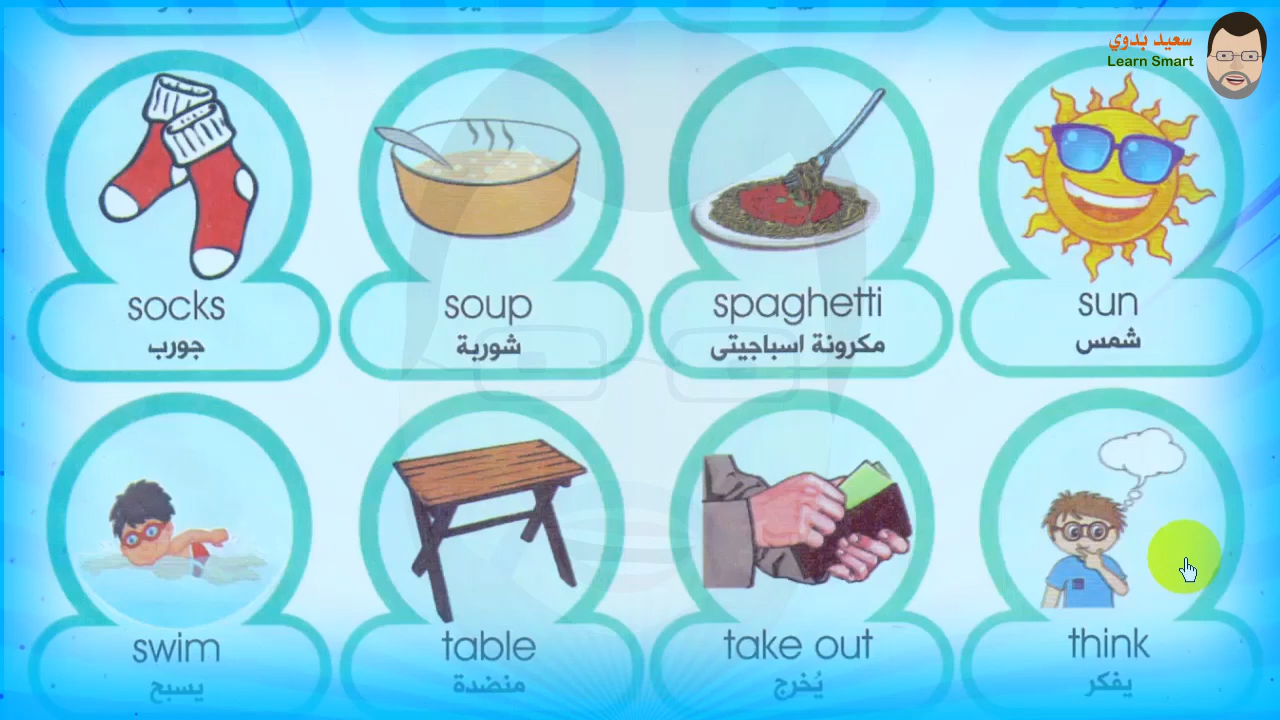 سعيد بدوي
Learn Smart
socks
جورب
soup
شوربة
spaghetti
مكرونة اسباجيتى
sun
شمس
swim
يسبح
table
منضدة
take out
يُخرج
think
يفكر